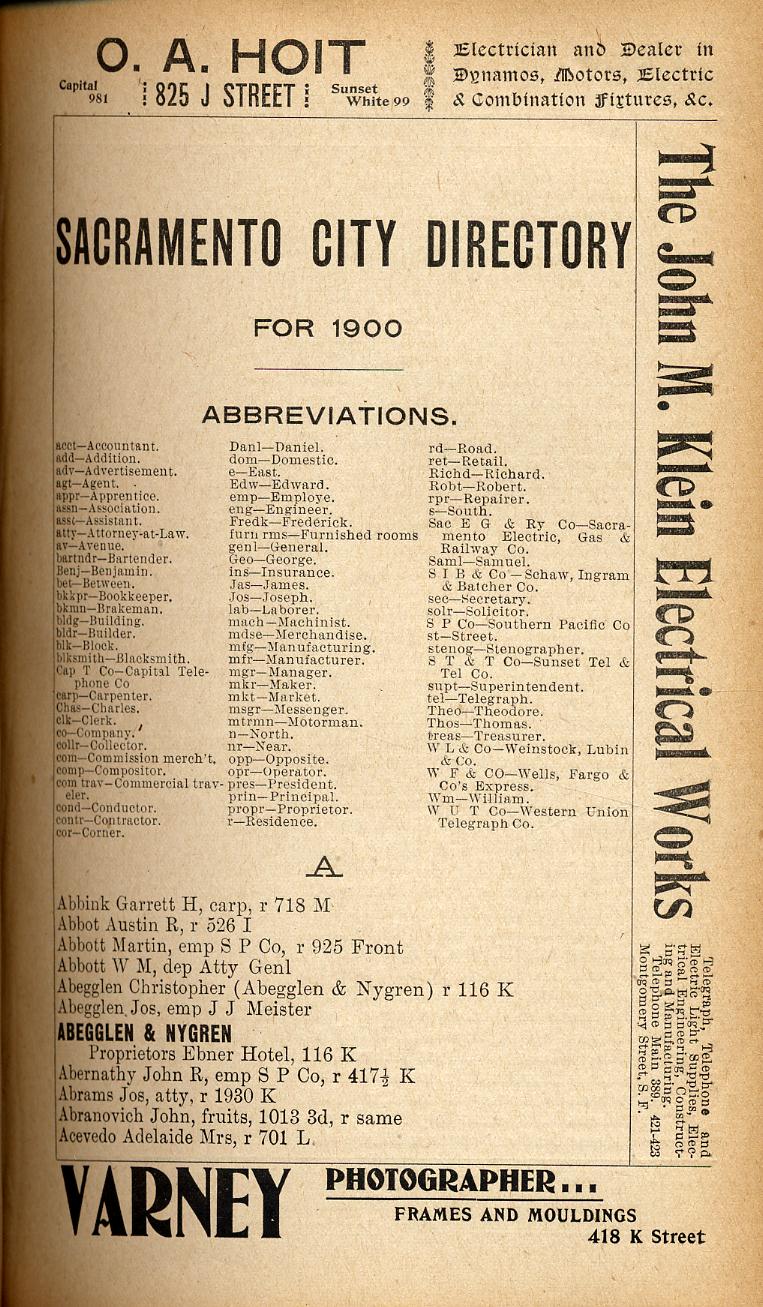 O. A. HOIT
Capital 981
825 J STREET
Sunset White 99
Electrician and Dealer in
Dynamos, Motors, Electric
& Combination Fixtures, &c.
SACRAMENTO CITY DIRECTORY
FOR 1900
ABBREVIATIONS.
acct—Accountant.
add—Addition.
adv—Advertisement.
agt—Agent.
appr—Apprentice.
assn—Association.
asst—Assistant.
atty—Attorney-at-Law.
av—Avenue.
bartndr—Bartender.
Benj—Benjamin.
bet—Between.
bkkpr—Bookkeeper.
bkmn—Brakeman.
bldg—Building.
bldr—Builder.
blk—Block.
blksmith—Blacksmith.
Cap T Co—Capital Tele-
phone Co
carp—Carpenter.
Chas—Charles.
clk—Clerk.
co—Company.
collr—Collector.
com—Commission merch't.
comp—Compositor.
com trav—Commercial trav-
eler.
cond—Conductor.
contr—Contractor.
cor—Corner.
Danl—Daniel.
dom—Domestic.
e—East.
Edw—Edward.
emp—Employe.
eng—Engineer.
Fredk—Frederick.
furn rms—Furnished rooms
genl—General.
Geo—George.
ins—Insurance.
Jas—James.
Jos—Joseph.
lab—Laborer.
mach—Machinist.
mdse—Merchandise.
mfg—Manufacturing.
mfr—Manufacturer.
mgr—Manager.
mkr—Maker.
mkt—Market.
msgr—Messenger.
mtrmn—Motorman.
n—North.
nr—Near.
opp—Opposite.
opr—Operator.
pres—President.
prin—Principal.
propr—Proprietor.
r—Residence.
rd—Road.
ret—Retail.
Richd—Richard.
Robt—Robert.
rpr—Repairer.
s—South.
Sac E G & Ry Co—Sacra-
mento Electric, Gas &
Railway Co.
Saml—Samuel.
S I B & Co—Schaw, Ingram
& Batcher Co.
sec—Secretary.
solr—Solicitor.
S P Co—Southern Pacific Co
st—Street.
stenog—Stenographer.
S T & T Co—Sunset Tel &
Tel Co.
supt—Superintendent.
tel—Telegraph.
Theo—Theodore.
Thos—Thomas.
treas—Treasurer.
W L & Co—Weinstock, Lubin
& Co.
W F & CO—Wells, Fargo &
Co's Express.
Wm—William.
W U T Co—Western Union
Telegraph Co.
A
Abbink Garrett H, carp, r 718 M
Abbot Austin R, r 526 I
Abbott Martin, emp S P Co, r 925 Front
Abbott W M, dep Atty Genl
Abegglen Christopher (Abegglen & Nygren) r 116 K
Abegglen Jos, emp J J Meister
ABEGGLEN & NYGREN
Proprietors Ebner Hotel, 116 K
Abernathy John R, emp S P Co, r 417½ K
Abrams Jos, atty, r 1930 K
Abranovich John, fruits, 1013 3d, r same
Acevedo Adelaide Mrs, r 701 L
The John M. Klein Electrical Works
Telegraph, Telephone and
Electric Light Supplies, Elec-
trical Engineering, Construct-
ing and Manufacturing.
Telephone Main 389. 421-423
Montgomery Street, S. F.
VARNEY
PHOTOGRAPHER...
FRAMES AND MOULDINGS
418 K Street